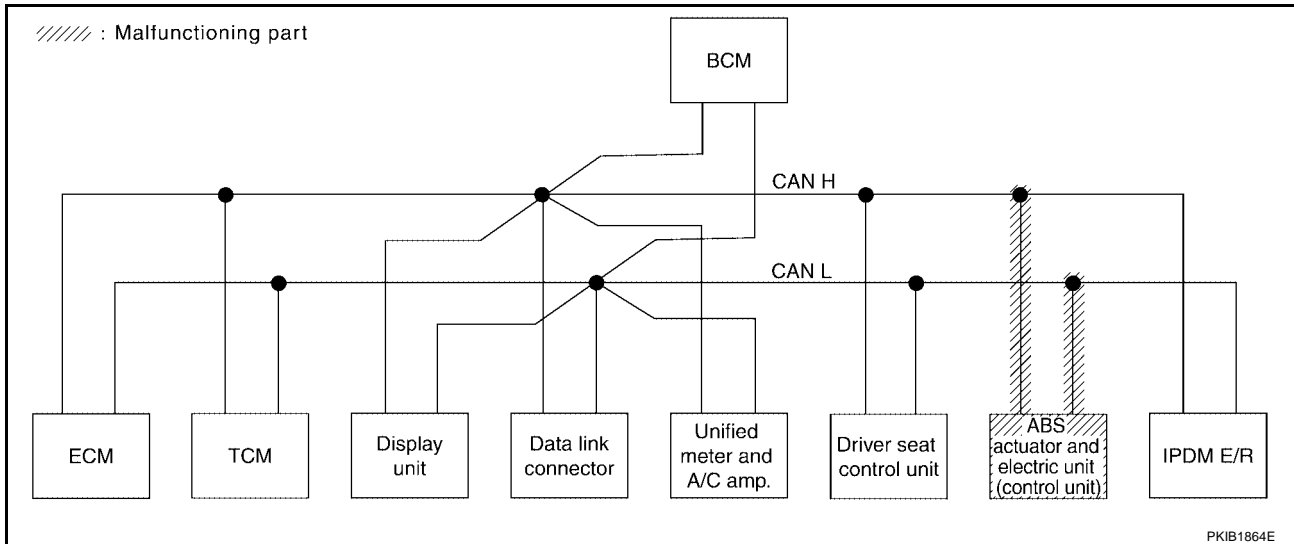 : Malfunctioning part
BCM
CAN H
CAN L
ECM
TCM
Display
unit
Data link
connector
Unified
meter and
A/C amp.
Driver seat
control unit
ABS
actuator and
electric unit
(control unit)
IPDM E/R
PKIB1864E